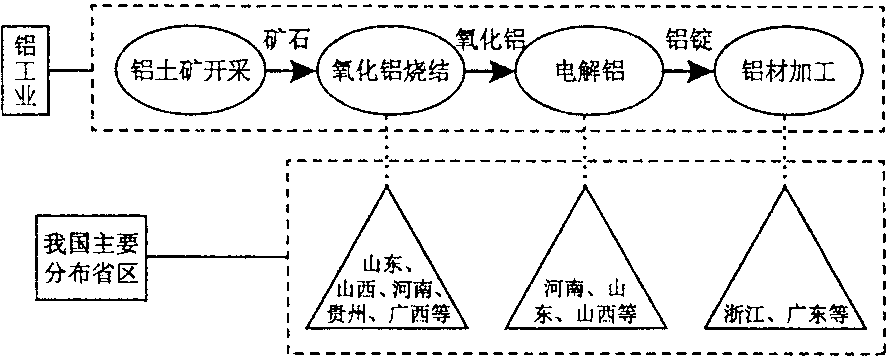 铝工业
矿石
氧化铝
铝锭
铝土矿开采
氧化铝烧结
电解铝
铝材加工
我国主要
分布省区
山东、
山西、河南、
贵州、广西等
河南、山
东、山西等
浙江、广东等